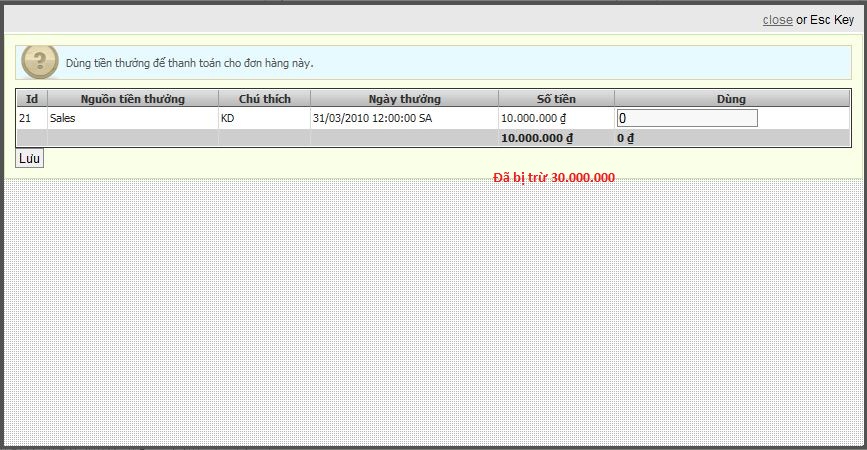 close or Esc Key
Dùng tiền thưởng để thanh toán cho đơn hàng này.
Id Nguồn tiền thưởng Chú thích Ngày thưởng Số tiền Dùng
21 Sales KD 31/03/2010 12:00:00 SA 10.000.000 ₫ 0
10.000.000 ₫ 0 ₫
Lưu
Đã bị trừ 30.000.000